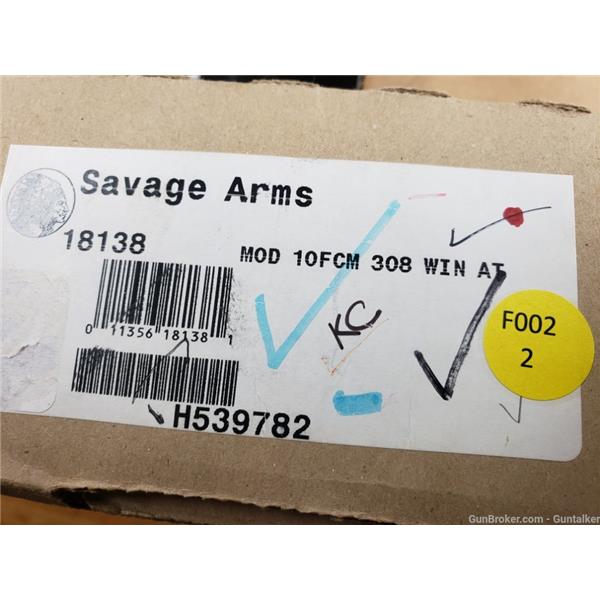 Savage Arms
18138
MOD 10FCM 308 WIN AT
0 11356 18138 1
KC
F002
2
H539782
GunBroker.com - Guntalker